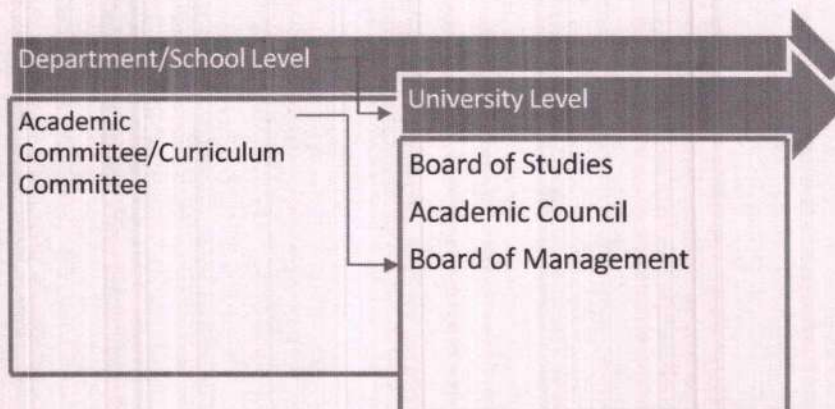 Department/School Level
Academic
Committee/Curriculum
Committee
University Level
Board of Studies
Academic Council
Board of Management